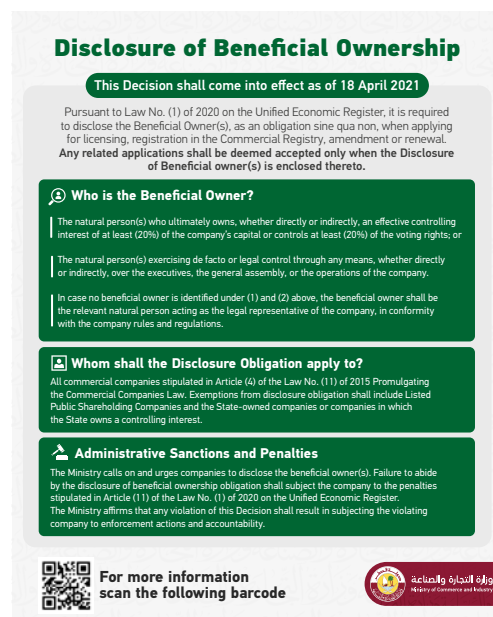 Disclosure of Beneficial Ownership
This Decision shall come into effect as of 18 April 2021
Pursuant to Law No. (1) of 2020 on the Unified Economic Register, it is required
to disclose the Beneficial Owner(s), as an obligation sine qua non, when applying
for licensing, registration in the Commercial Registry, amendment or renewal.
Any related applications shall be deemed accepted only when the Disclosure
of Beneficial owner(s) is enclosed thereto.
Who is the Beneficial Owner?
The natural person(s) who ultimately owns, whether directly or indirectly, an effective controlling
interest of at least (20%) of the company's capital or controls at least (20%) of the voting rights; or
The natural person(s) exercising de facto or legal control through any means, whether directly
or indirectly, over the executives, the general assembly, or the operations of the company.
In case no beneficial owner is identified under (1) and (2) above, the beneficial owner shall be
the relevant natural person acting as the legal representative of the company, in conformity
with the company rules and regulations.
Whom shall the Disclosure Obligation apply to?
All commercial companies stipulated in Article (4) of the Law No. (11) of 2015 Promulgating
the Commercial Companies Law. Exemptions from disclosure obligation shall include Listed
Public Shareholding Companies and the State-owned companies or companies in which
the State owns a controlling interest.
Administrative Sanctions and Penalties
The Ministry calls on and urges companies to disclose the beneficial owner(s). Failure to abide
by the disclosure of beneficial ownership obligation shall subject the company to the penalties
stipulated in Article (11) of the Law No. (1) of 2020 on the Unified Economic Register.
The Ministry affirms that any violation of this Decision shall result in subjecting the violating
company to enforcement actions and accountability.
For more information
scan the following barcode
وزارة التجارة والصناعة
Ministry of Commerce and Industry